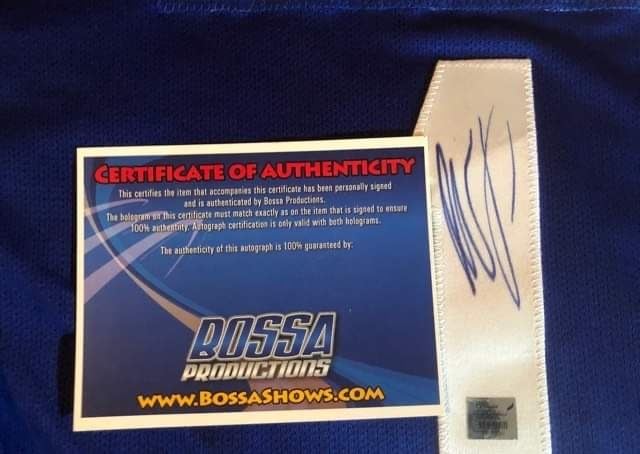 CERTIFICATE OF AUTHENTICITY
This certifies the item that accompanies this certificate has been personally signed
and is authenticated by Bossa Productions.
The hologram on this certificate must match exactly as on the item that is signed to ensure
100% authentity. Autograph certification is only valid with both holograms.
The authenticity of this autograph is 100% guaranteed by:
BOSSA
PRODUCTIONS
WWW.BOSSASHOWS.COM